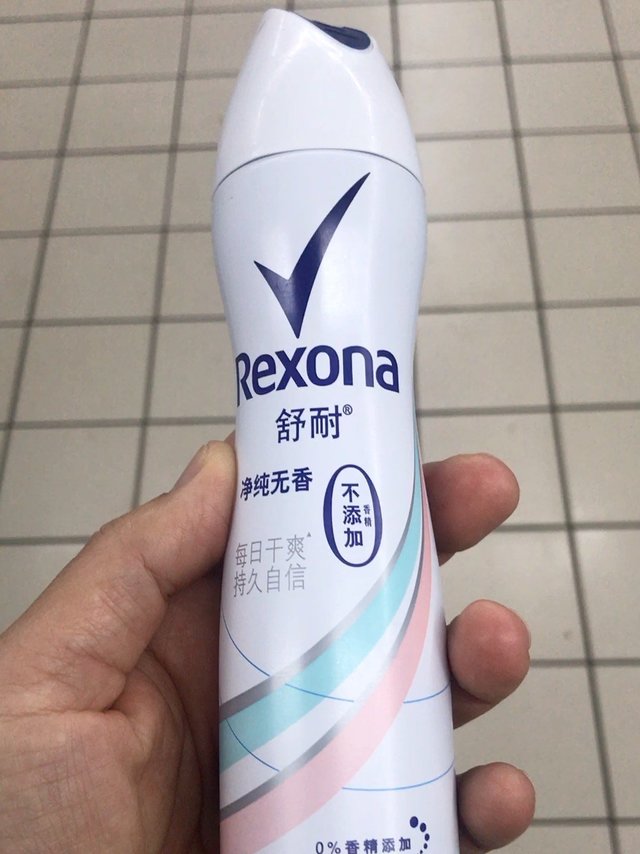 Rexona
舒耐®
净纯无香
不添加
香精
每日干爽▲
持久自信
0%香精添加